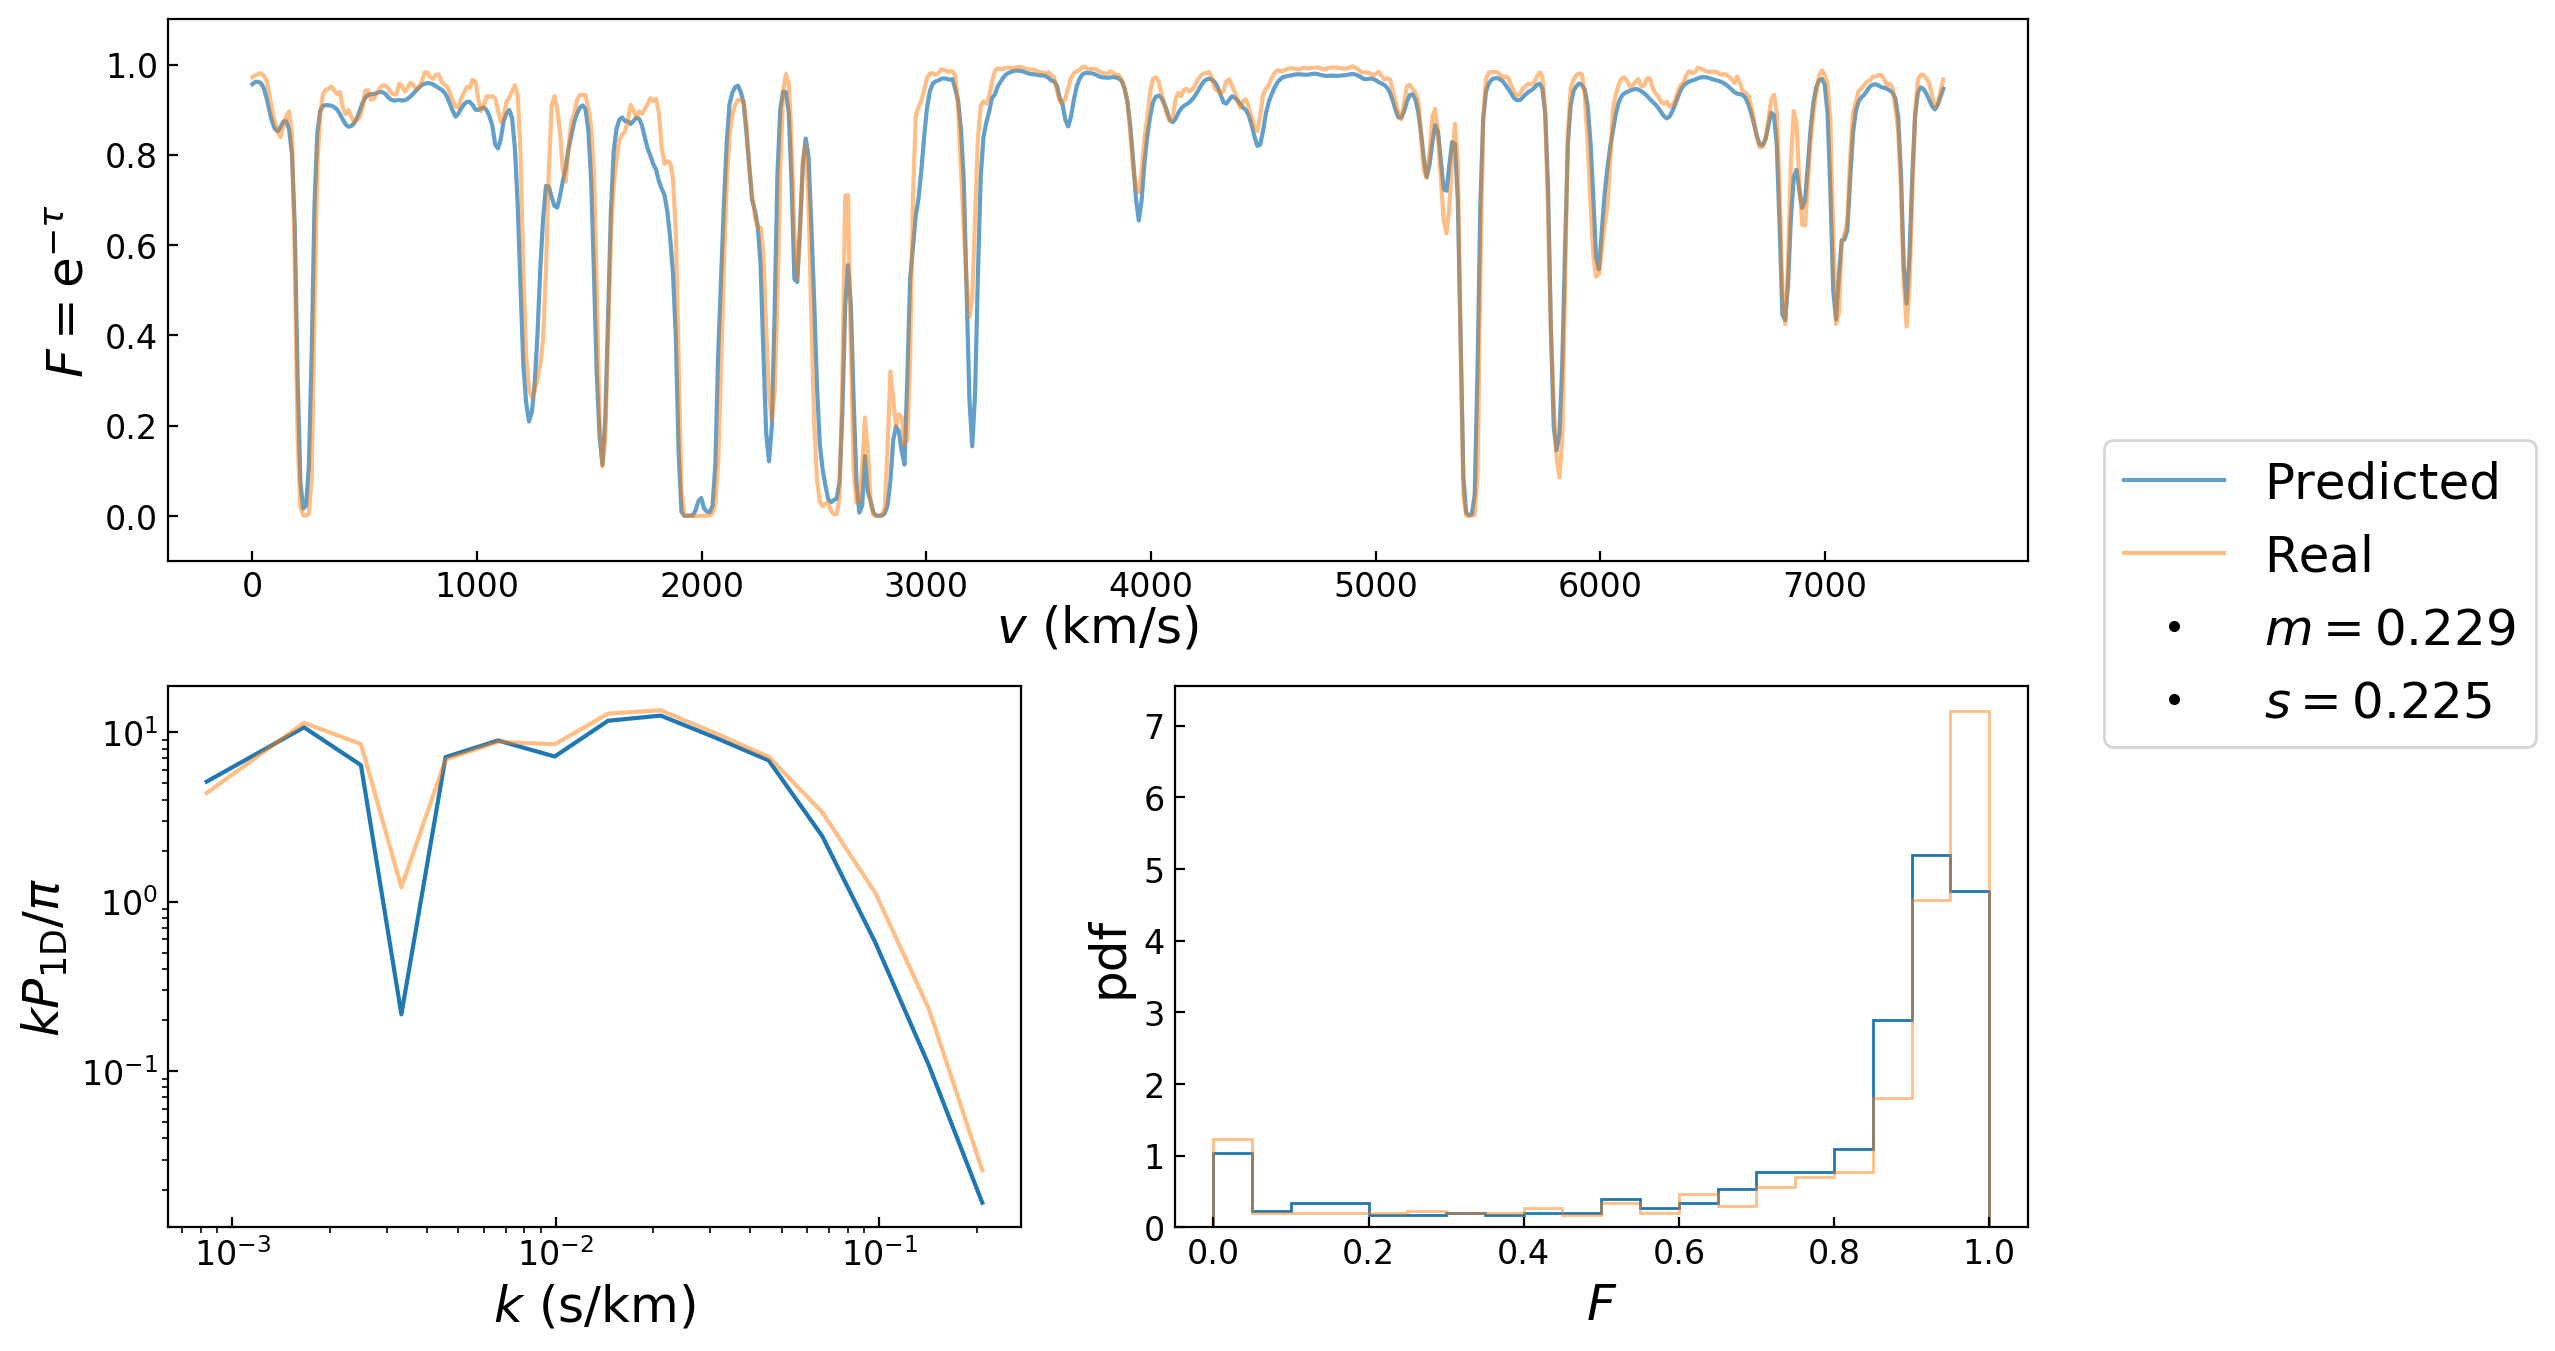 F = e^{−τ}
1.0
0.8
0.6
0.4
0.2
0.0
0 1000 2000 3000 4000 5000 6000 7000
v (km/s)
Predicted
Real
m = 0.229
s = 0.225
kP_{1D}/π
10^{1}
10^{0}
10^{−1}
10^{−3} 10^{−2} 10^{−1}
k (s/km)
pdf
7
6
5
4
3
2
1
0
0.0 0.2 0.4 0.6 0.8 1.0
F